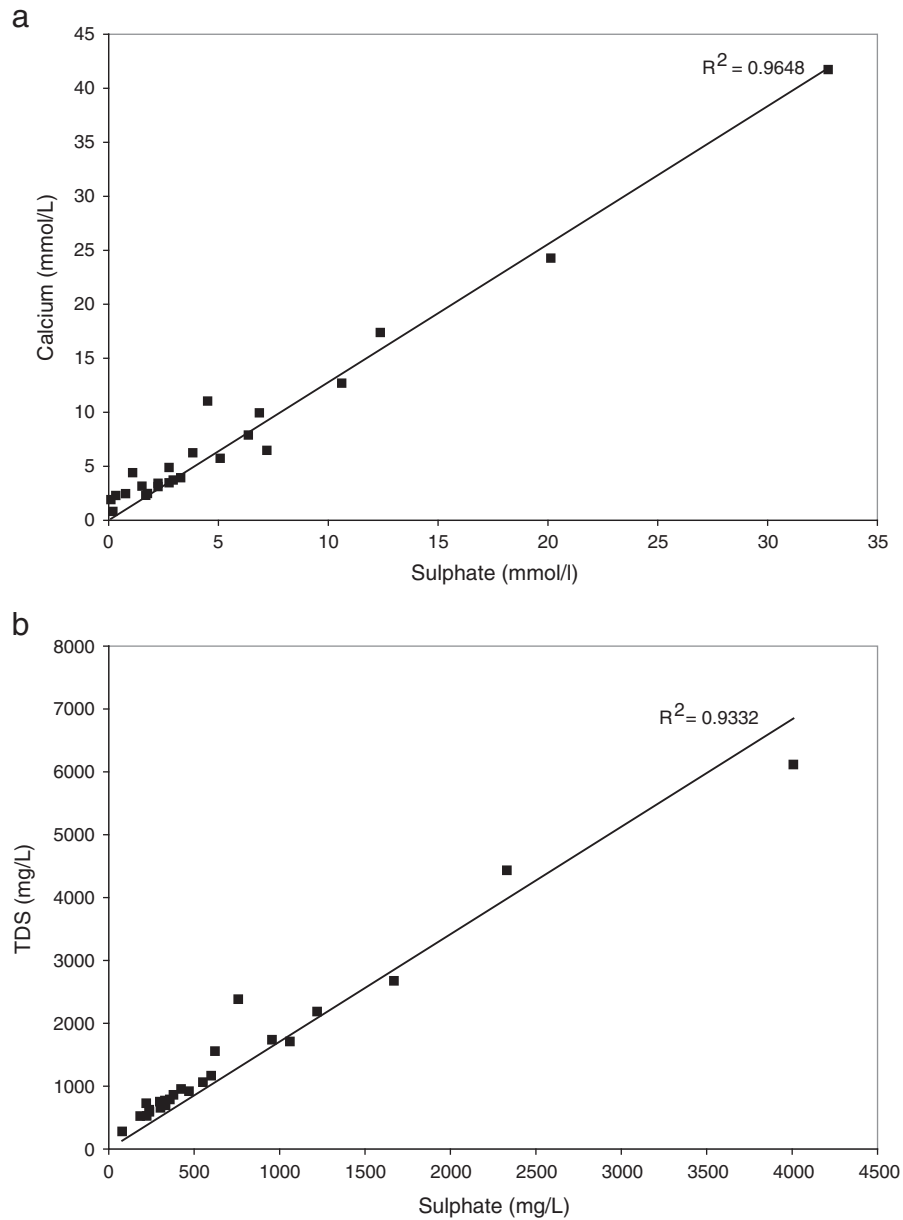 a
45
R2 = 0.9648
40
35
30
25
20
15
10
5
0
Calcium (mmol/L)
0 5 10 15 20 25 30 35
Sulphate (mmol/l)
b
8000
7000
R2 = 0.9332
6000
5000
4000
3000
2000
1000
0
TDS (mg/L)
0 500 1000 1500 2000 2500 3000 3500 4000 4500
Sulphate (mg/L)